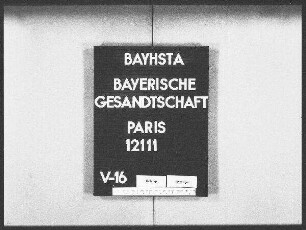 BAYHSTA
BAYERISCHE
GESANDTSCHAFT
PARIS
12111
V-16